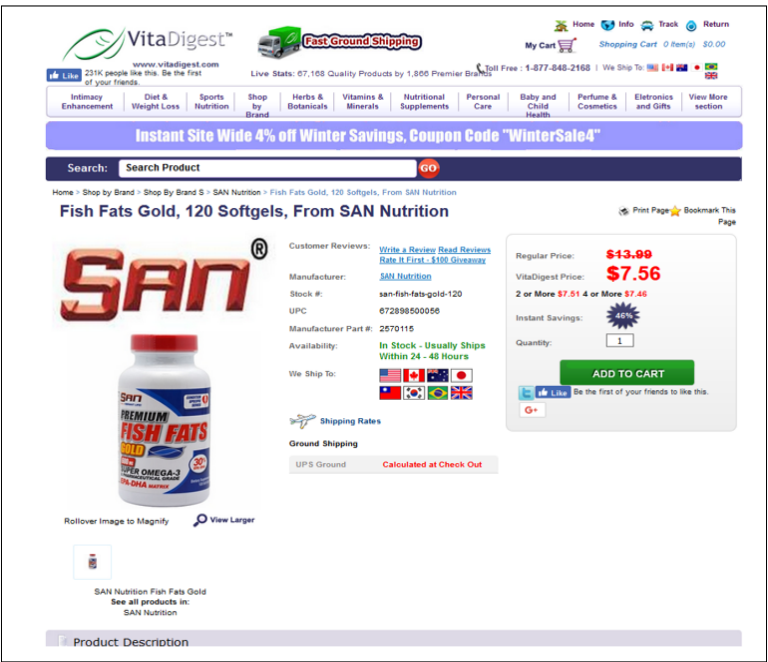 Home Info Track Return
VitaDigest™
www.vitadigest.com
Fast Ground Shipping
My Cart Shopping Cart 0 Item(s) $0.00
Like 231K people like this. Be the first
of your friends.
Live Stats: 67,168 Quality Products by 1,866 Premier Brands
Toll Free : 1-877-848-2168 | We Ship To:
Intimacy Enhancement
Diet & Weight Loss
Sports Nutrition
Shop by Brand
Herbs & Botanicals
Vitamins & Minerals
Nutritional Supplements
Personal Care
Baby and Child Health
Perfume & Cosmetics
Eletronics and Gifts
View More section
Instant Site Wide 4% off Winter Savings, Coupon Code "WinterSale4"
Search: Search Product GO
Home > Shop by Brand > Shop By Brand S > SAN Nutrition > Fish Fats Gold, 120 Softgels, From SAN Nutrition
Fish Fats Gold, 120 Softgels, From SAN Nutrition
Print Page Bookmark This
Page
SAN®
SAN
PREMIUM
FISH FATS
GOLD
SUPER OMEGA-3
PHARMACEUTICAL GRADE
EPA-DHA MATRIX
Rollover Image to Magnify View Larger
SAN Nutrition Fish Fats Gold
See all products in:
SAN Nutrition
Customer Reviews: Write a Review Read Reviews
Rate It First - $100 Giveaway
Manufacturer: SAN Nutrition
Stock #: san-fish-fats-gold-120
UPC 672898500056
Manufacturer Part #: 2570115
Availability: In Stock - Usually Ships
Within 24 - 48 Hours
We Ship To:
Shipping Rates
Ground Shipping
UPS Ground Calculated at Check Out
Regular Price: $13.99
VitaDigest Price: $7.56
2 or More $7.51 4 or More $7.46
Instant Savings: 46%
Quantity: 1
ADD TO CART
Like Be the first of your friends to like this.
G+
Product Description